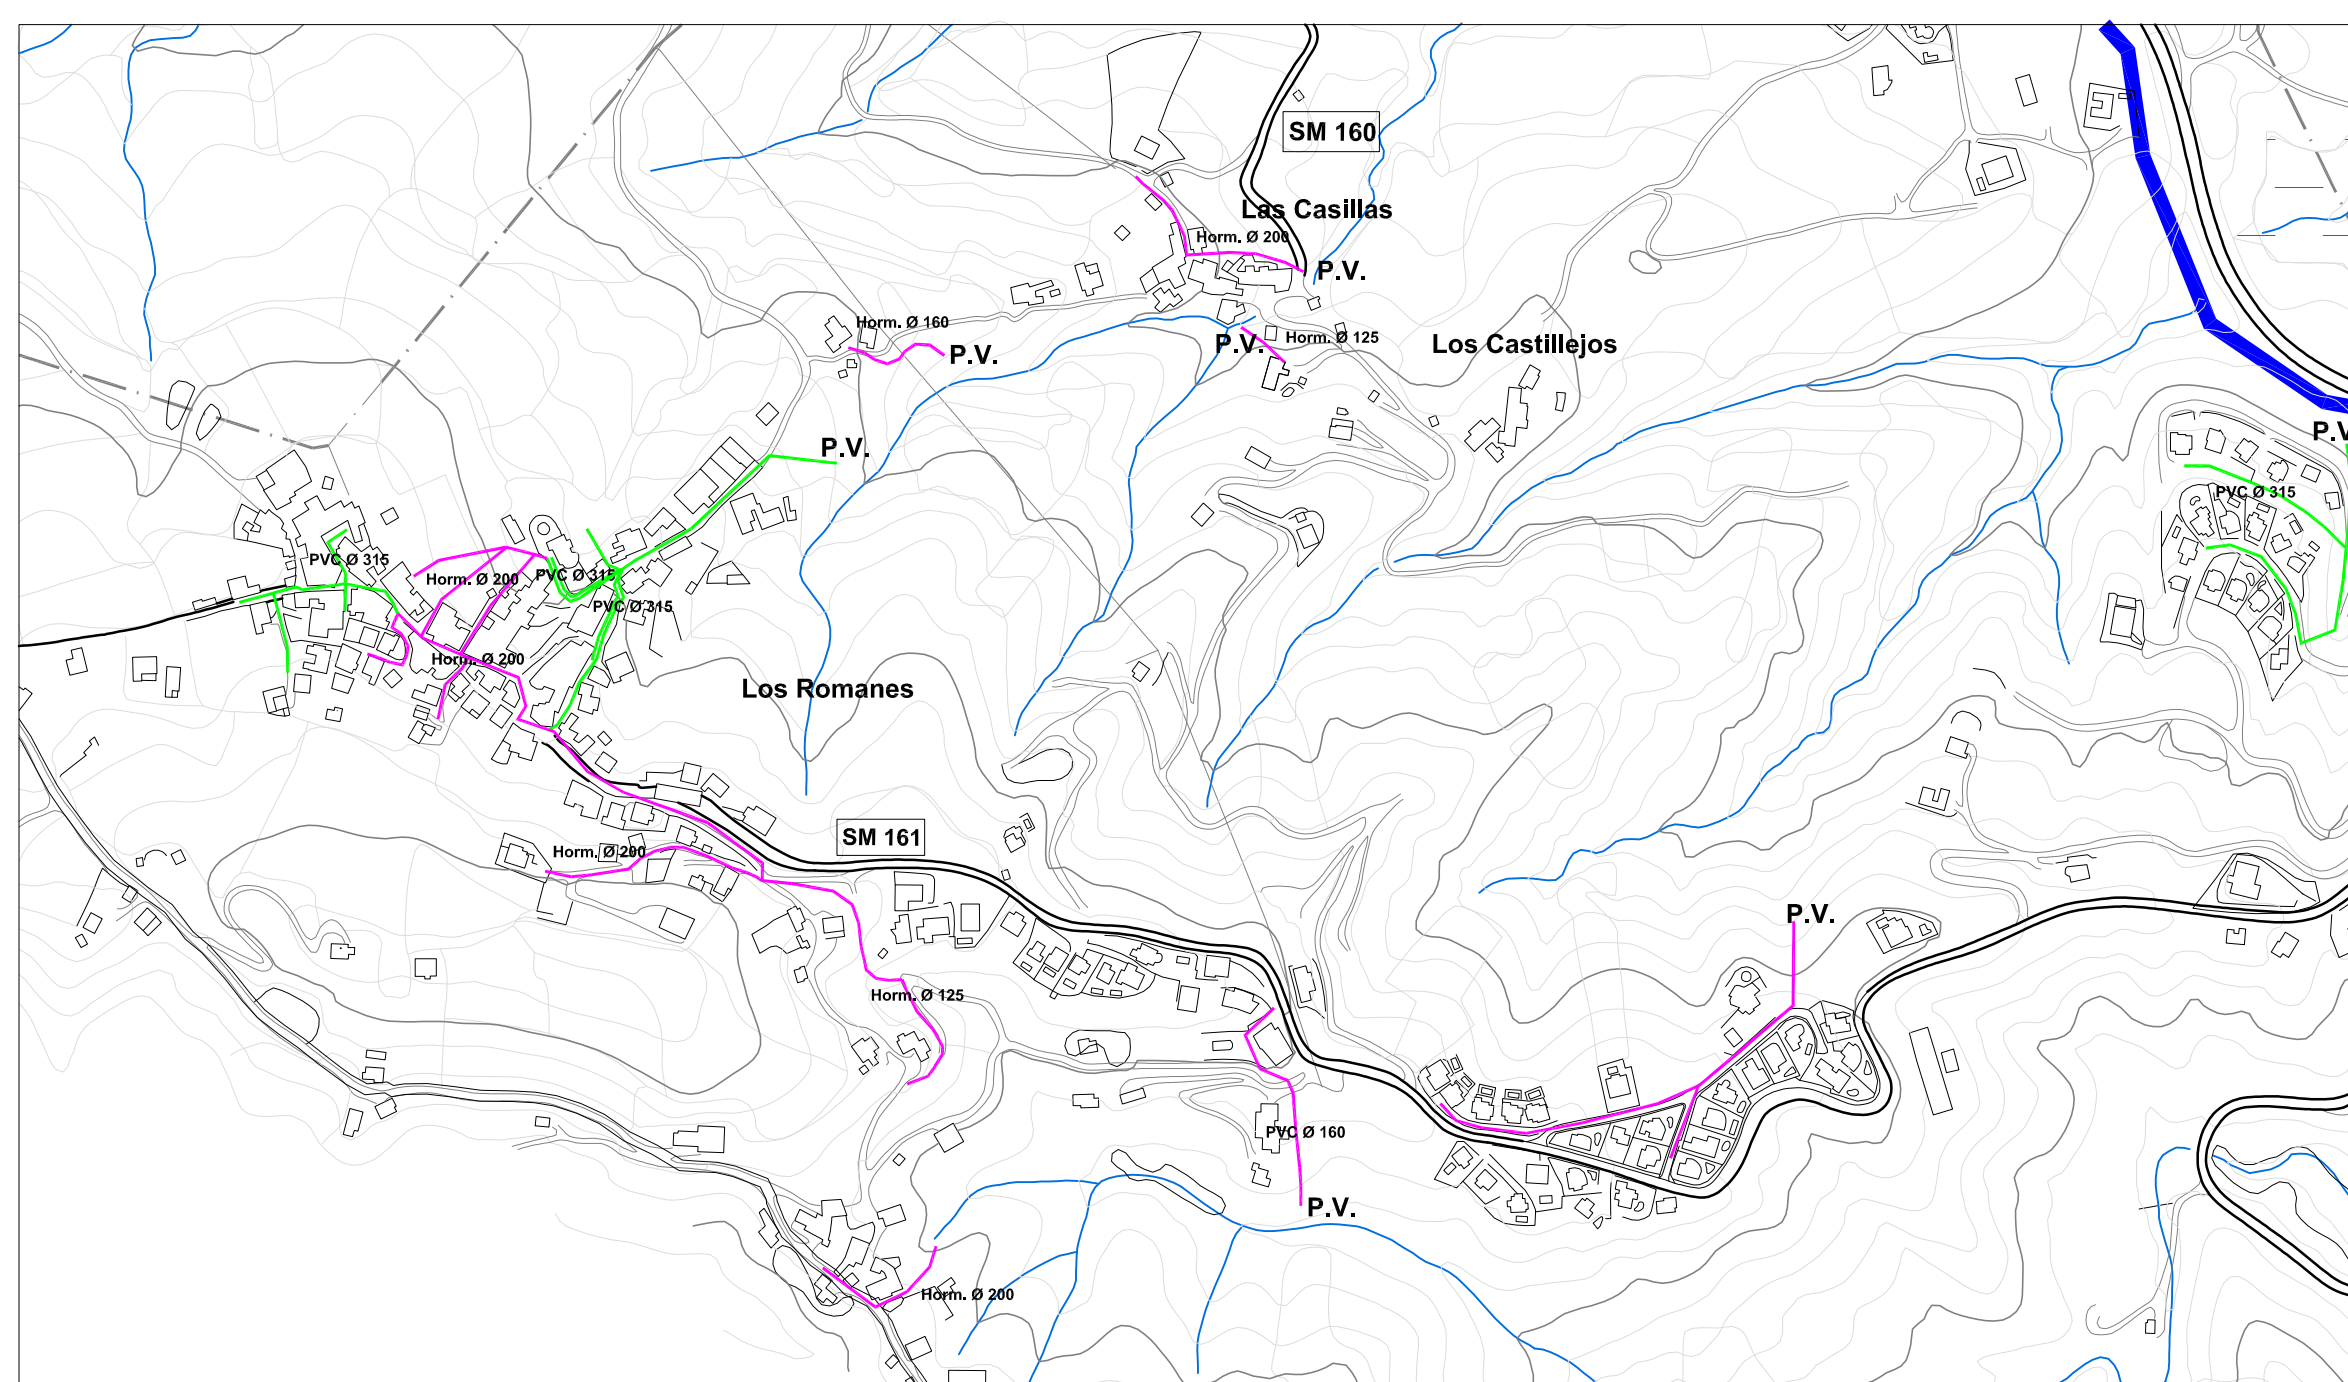 SM 160
Las Casillas
Horm. Ø 200
P.V.
Horm. Ø 160
P.V.
P.V.
Horm. Ø 125
Los Castillejos
P.V.
P.V
PVC Ø 315
PVC Ø 315
Horm. Ø 200
PVC Ø 315
PVC Ø 315
Horm. Ø 200
Los Romanes
SM 161
Horm. Ø 200
P.V.
Horm. Ø 125
PVC Ø 160
P.V.
Horm. Ø 200